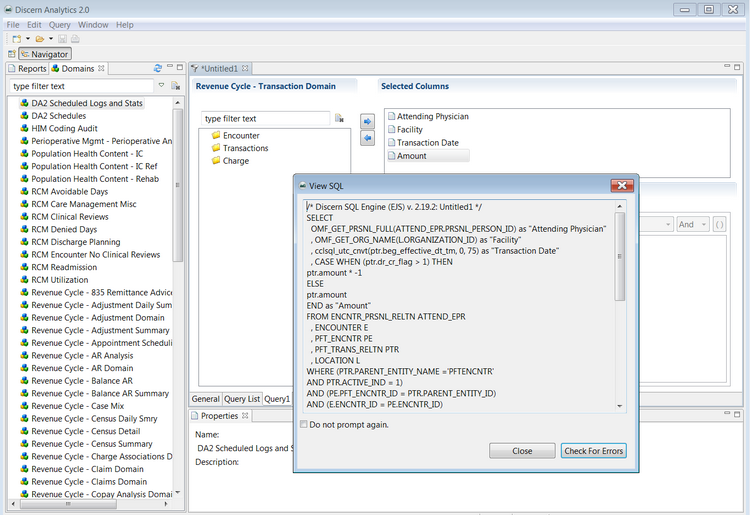 Discern Analytics 2.0
File Edit Query Window Help
Navigator
Reports Domains
type filter text
DA2 Scheduled Logs and Stats
DA2 Schedules
HIM Coding Audit
Perioperative Mgmt - Perioperative An
Population Health Content - IC
Population Health Content - IC Ref
Population Health Content - Rehab
RCM Avoidable Days
RCM Care Management Misc
RCM Clinical Reviews
RCM Denied Days
RCM Discharge Planning
RCM Encounter No Clinical Reviews
RCM Readmission
RCM Utilization
Revenue Cycle - 835 Remittance Advice
Revenue Cycle - Adjustment Daily Sum
Revenue Cycle - Adjustment Domain
Revenue Cycle - Adjustment Summary
Revenue Cycle - Appointment Scheduli
Revenue Cycle - AR Analysis
Revenue Cycle - AR Domain
Revenue Cycle - Balance AR
Revenue Cycle - Balance AR Summary
Revenue Cycle - Case Mix
Revenue Cycle - Census Daily Smry
Revenue Cycle - Census Detail
Revenue Cycle - Census Summary
Revenue Cycle - Charge Associations D
Revenue Cycle - Claim Domain
Revenue Cycle - Claims Domain
Revenue Cycle - Copay Analysis Domai
*Untitled1
Revenue Cycle - Transaction Domain
type filter text
Encounter
Transactions
Charge
Selected Columns
Attending Physician
Facility
Transaction Date
Amount
And ( )
General Query List Query1
Properties
Name:
DA2 Scheduled Logs and S
Description:
View SQL
/* Discern SQL Engine (EJS) v. 2.19.2: Untitled1 */
SELECT
OMF_GET_PRSNL_FULL(ATTEND_EPR.PRSNL_PERSON_ID) as "Attending Physician"
, OMF_GET_ORG_NAME(L.ORGANIZATION_ID) as "Facility"
, cclsql_utc_cnvt(ptr.beg_effective_dt_tm, 0, 75) as "Transaction Date"
, CASE WHEN (ptr.dr_cr_flag > 1) THEN
ptr.amount * -1
ELSE
ptr.amount
END as "Amount"
FROM ENCNTR_PRSNL_RELTN ATTEND_EPR
, ENCOUNTER E
, PFT_ENCNTR PE
, PFT_TRANS_RELTN PTR
, LOCATION L
WHERE (PTR.PARENT_ENTITY_NAME ='PFTENCNTR'
AND PTR.ACTIVE_IND = 1)
AND (PE.PFT_ENCNTR_ID = PTR.PARENT_ENTITY_ID)
AND (E.ENCNTR_ID = PE.ENCNTR_ID)
Do not prompt again.
Close Check For Errors